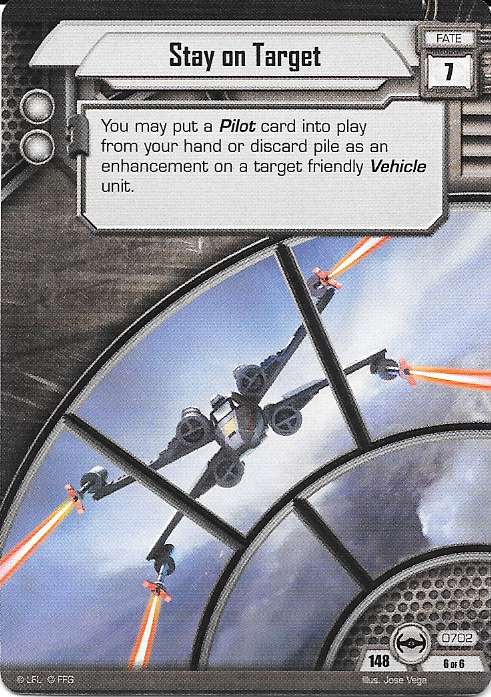 Stay on Target
FATE
7
You may put a Pilot card into play
from your hand or discard pile as an
enhancement on a target friendly Vehicle
unit.
0702
148
6 OF 6
© LFL © FFG
Illus. Jose Vega